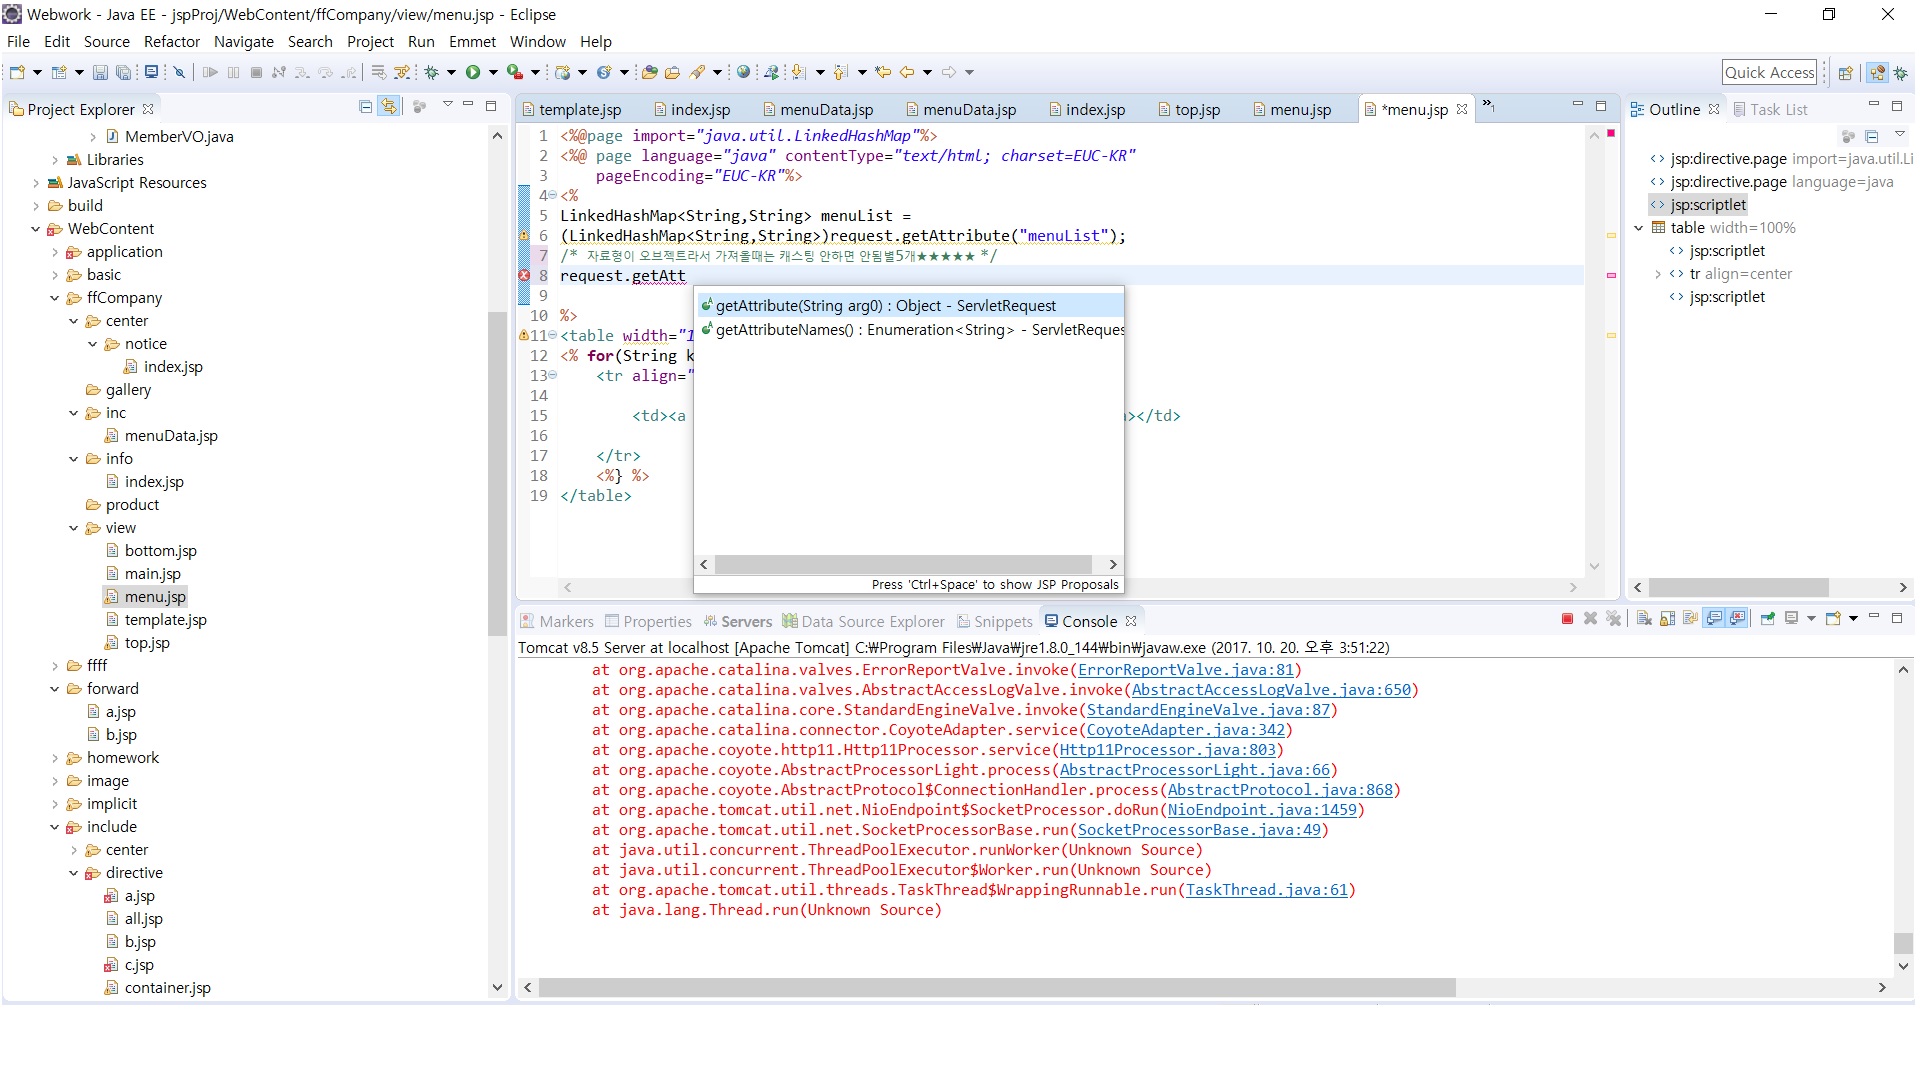 Webwork - Java EE - jspProj/WebContent/ffCompany/view/menu.jsp - Eclipse
File Edit Source Refactor Navigate Search Project Run Emmet Window Help
Quick Access
Project Explorer
MemberVO.java
Libraries
JavaScript Resources
build
WebContent
application
basic
ffCompany
center
notice
index.jsp
gallery
inc
menuData.jsp
info
index.jsp
product
view
bottom.jsp
main.jsp
menu.jsp
template.jsp
top.jsp
ffff
forward
a.jsp
b.jsp
homework
image
implicit
include
center
directive
a.jsp
all.jsp
b.jsp
c.jsp
container.jsp
template.jsp index.jsp menuData.jsp menuData.jsp index.jsp top.jsp menu.jsp *menu.jsp »1
1 <%@page import="java.util.LinkedHashMap"%>
2 <%@ page language="java" contentType="text/html; charset=EUC-KR"
3 pageEncoding="EUC-KR"%>
4 <%
5 LinkedHashMap<String,String> menuList =
6 (LinkedHashMap<String,String>)request.getAttribute("menuList");
7 /* 자료형이 오브젝트라서 가져올때는 캐스팅 안하면 안됨별5개★★★★★ */
8 request.getAtt
9
10 %>
11 <table width="1
12 <% for(String k
13 <tr align="
14
15 <td><a ></td>
16
17 </tr>
18 <%} %>
19 </table>
getAttribute(String arg0) : Object - ServletRequest
getAttributeNames() : Enumeration<String> - ServletReques
Press 'Ctrl+Space' to show JSP Proposals
Outline Task List
jsp:directive.page import=java.util.Li
jsp:directive.page language=java
jsp:scriptlet
table width=100%
jsp:scriptlet
tr align=center
jsp:scriptlet
Markers Properties Servers Data Source Explorer Snippets Console
Tomcat v8.5 Server at localhost [Apache Tomcat] C:₩Program Files₩Java₩jre1.8.0_144₩bin₩javaw.exe (2017. 10. 20. 오후 3:51:22)
at org.apache.catalina.valves.ErrorReportValve.invoke(ErrorReportValve.java:81)
at org.apache.catalina.valves.AbstractAccessLogValve.invoke(AbstractAccessLogValve.java:650)
at org.apache.catalina.core.StandardEngineValve.invoke(StandardEngineValve.java:87)
at org.apache.catalina.connector.CoyoteAdapter.service(CoyoteAdapter.java:342)
at org.apache.coyote.http11.Http11Processor.service(Http11Processor.java:803)
at org.apache.coyote.AbstractProcessorLight.process(AbstractProcessorLight.java:66)
at org.apache.coyote.AbstractProtocol$ConnectionHandler.process(AbstractProtocol.java:868)
at org.apache.tomcat.util.net.NioEndpoint$SocketProcessor.doRun(NioEndpoint.java:1459)
at org.apache.tomcat.util.net.SocketProcessorBase.run(SocketProcessorBase.java:49)
at java.util.concurrent.ThreadPoolExecutor.runWorker(Unknown Source)
at java.util.concurrent.ThreadPoolExecutor$Worker.run(Unknown Source)
at org.apache.tomcat.util.threads.TaskThread$WrappingRunnable.run(TaskThread.java:61)
at java.lang.Thread.run(Unknown Source)